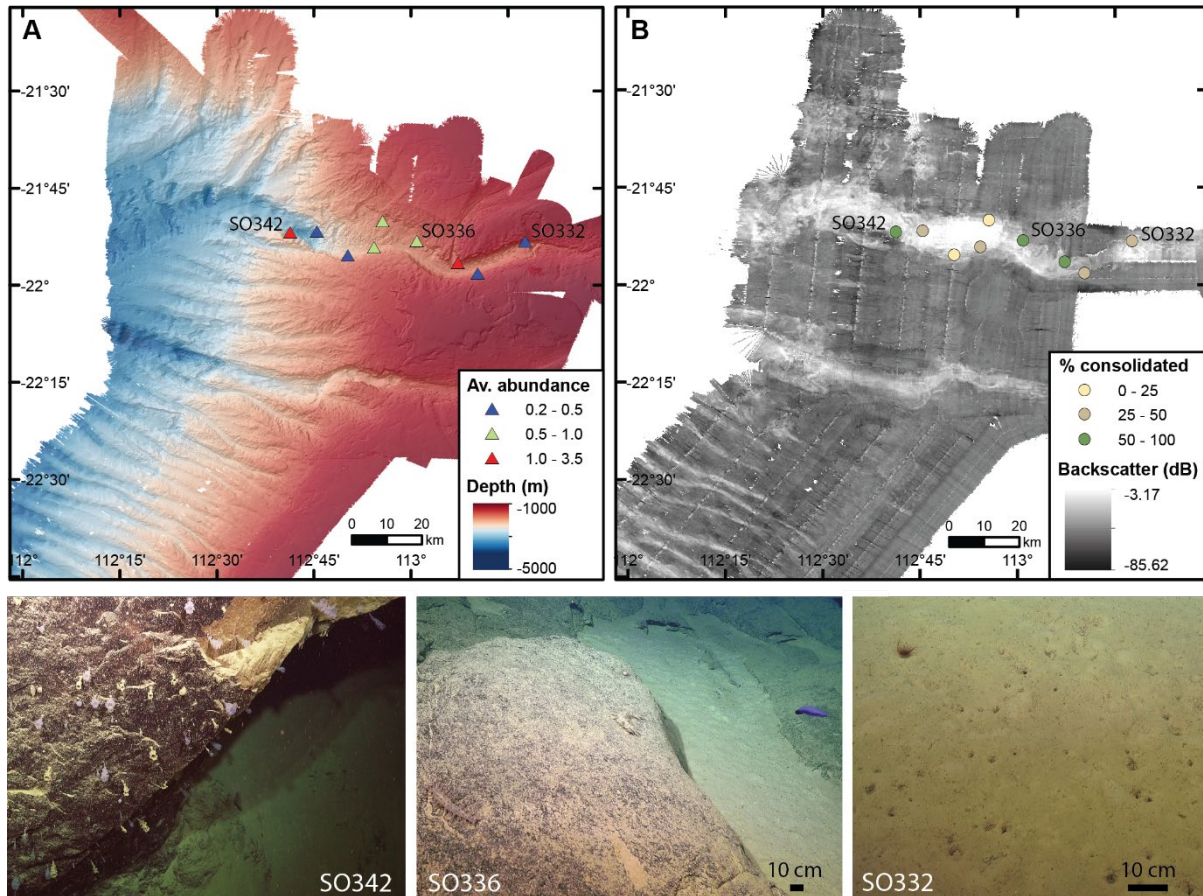 A
-21°30'
-21°45'
SO342
SO336
SO332
-22°
-22°15'
-22°30'
Av. abundance
0.2 - 0.5
0.5 - 1.0
1.0 - 3.5
Depth (m)
-1000
-5000
0 10 20
km
112° 112°15' 112°30' 112°45' 113°
B
-21°30'
-21°45'
SO342
SO336
SO332
-22°
-22°15'
-22°30'
% consolidated
0 - 25
25 - 50
50 - 100
Backscatter (dB)
-3.17
-85.62
0 10 20
km
112° 112°15' 112°30' 112°45' 113°
SO342
SO336
10 cm
SO332
10 cm